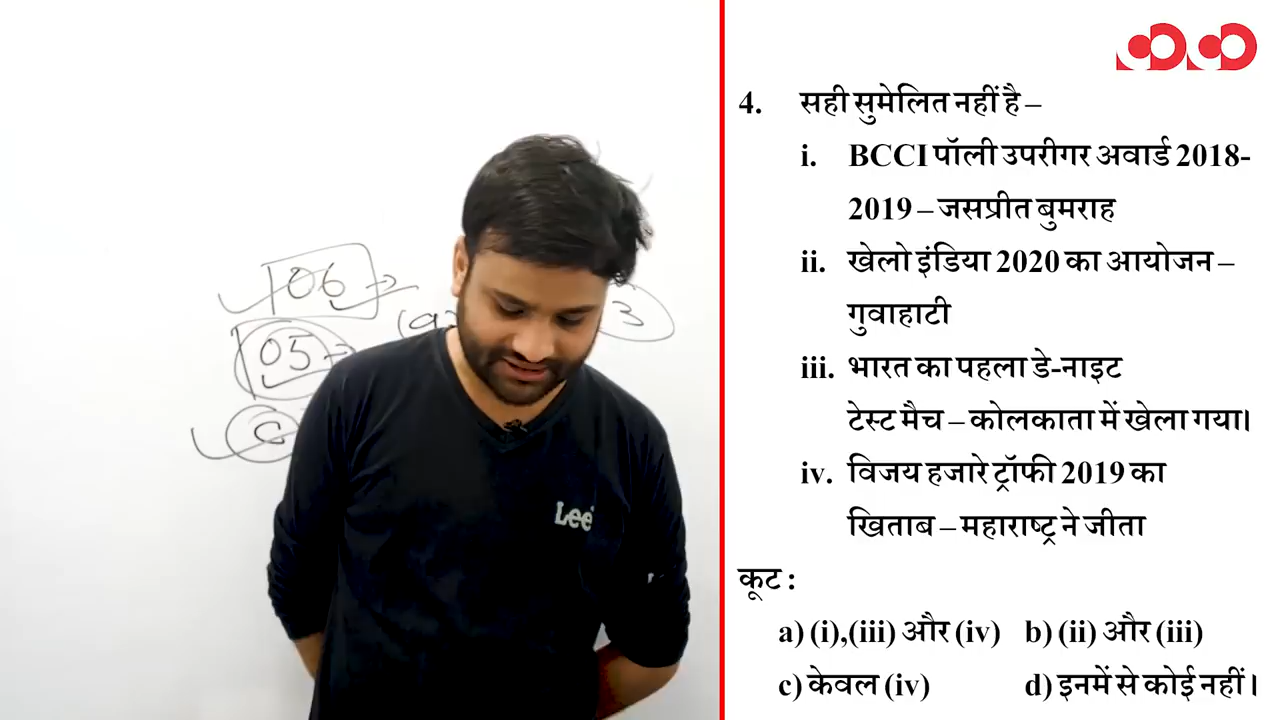 4. सही सुमेलित नहीं है –
i. BCCI पॉली उपरीगर अवार्ड 2018-
2019 – जसप्रीत बुमराह
ii. खेलो इंडिया 2020 का आयोजन –
गुवाहाटी
iii. भारत का पहला डे-नाइट
टेस्ट मैच – कोलकाता में खेला गया।
iv. विजय हजारे ट्रॉफी 2019 का
खिताब – महाराष्ट्र ने जीता
कूट :
a) (i),(iii) और (iv) b) (ii) और (iii)
c) केवल (iv) d) इनमें से कोई नहीं।
106
05
3
Lee